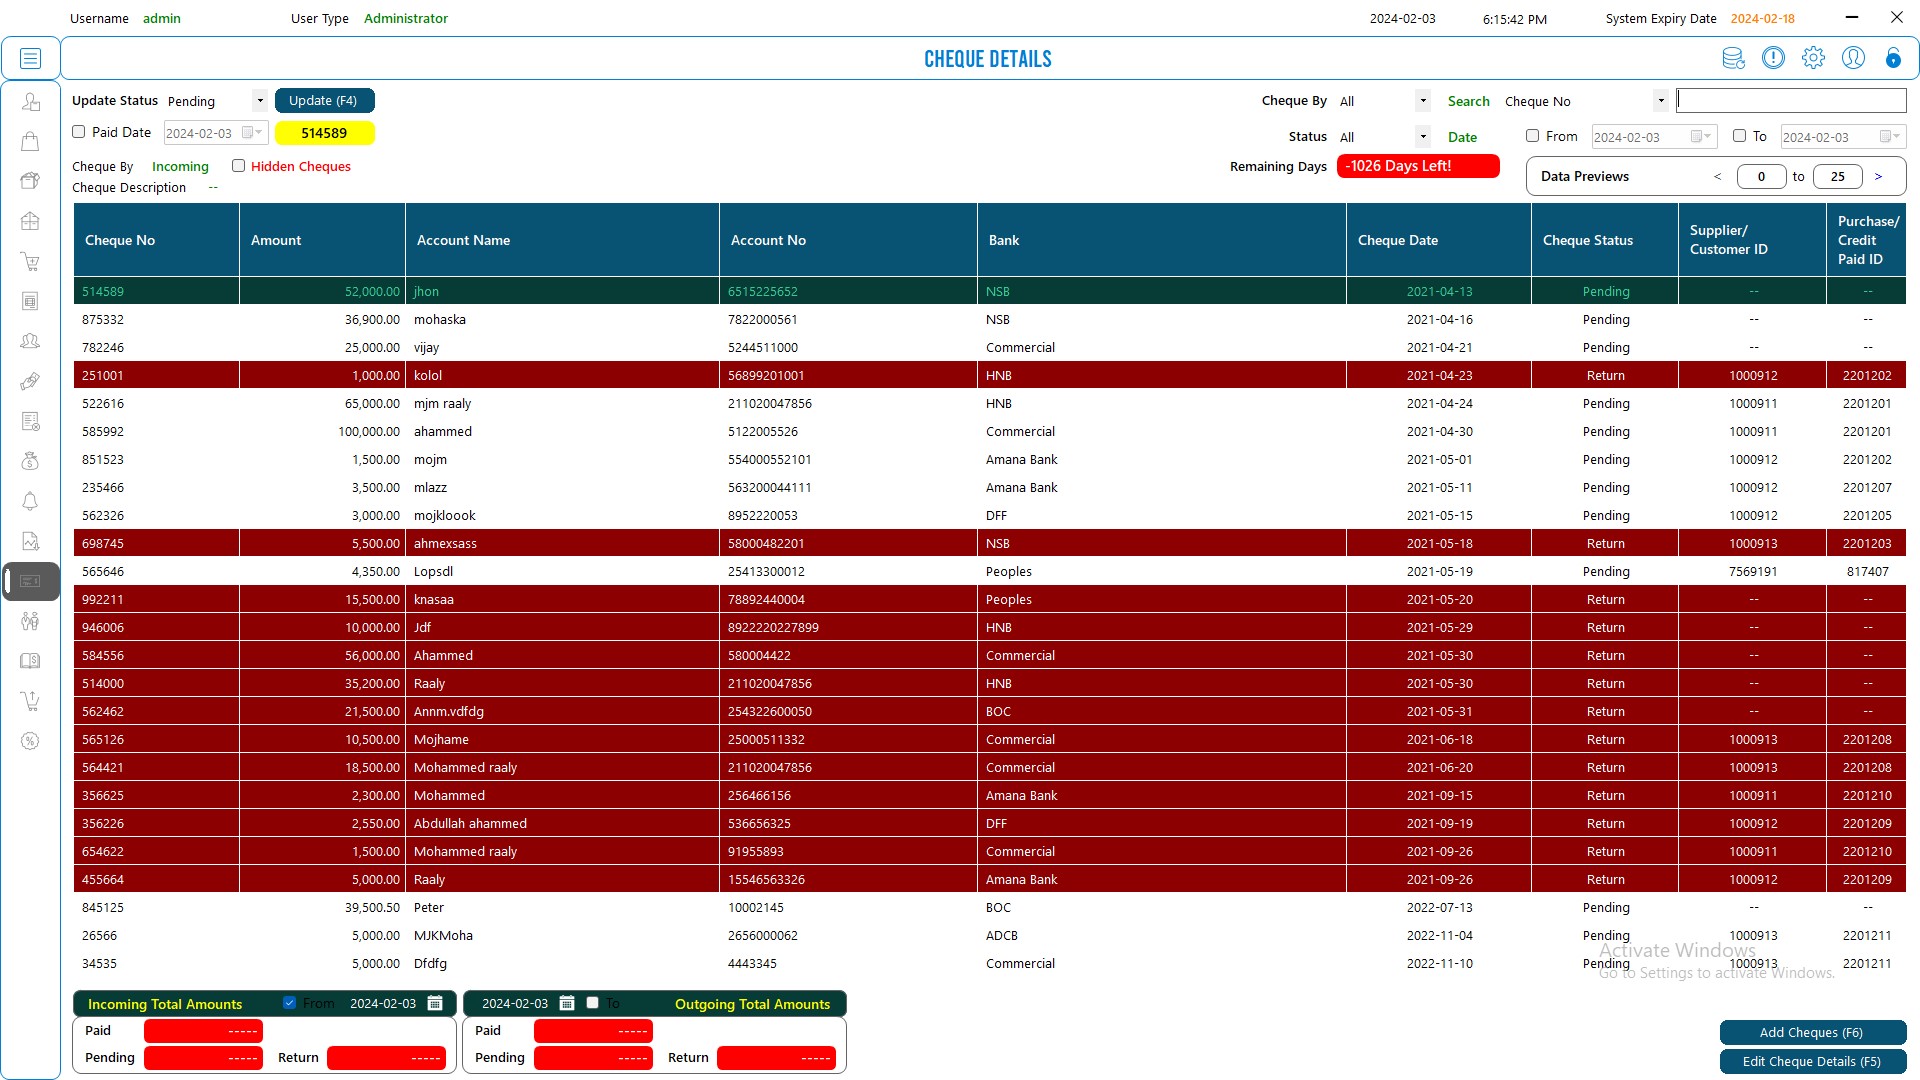 Username admin User Type Administrator 2024-02-03 6:15:42 PM System Expiry Date 2024-02-18
CHEQUE DETAILS
Update Status Pending Update (F4) Cheque By All Search Cheque No
Paid Date 2024-02-03 514589 Status All Date From 2024-02-03 To 2024-02-03
Cheque By Incoming Hidden Cheques Remaining Days -1026 Days Left! Data Previews < 0 to 25 >
Cheque Description --
Cheque No Amount Account Name Account No Bank Cheque Date Cheque Status Supplier/ Customer ID Purchase/ Credit Paid ID
514589 52,000.00 jhon 6515225652 NSB 2021-04-13 Pending -- --
875332 36,900.00 mohaska 7822000561 NSB 2021-04-16 Pending -- --
782246 25,000.00 vijay 5244511000 Commercial 2021-04-21 Pending -- --
251001 1,000.00 kolol 56899201001 HNB 2021-04-23 Return 1000912 2201202
522616 65,000.00 mjm raaly 211020047856 HNB 2021-04-24 Pending 1000911 2201201
585992 100,000.00 ahammed 5122005526 Commercial 2021-04-30 Pending 1000911 2201201
851523 1,500.00 mojm 554000552101 Amana Bank 2021-05-01 Pending 1000912 2201202
235466 3,500.00 mlazz 563200044111 Amana Bank 2021-05-11 Pending 1000912 2201207
562326 3,000.00 mojkloook 8952220053 DFF 2021-05-15 Pending 1000912 2201205
698745 5,500.00 ahmexsass 58000482201 NSB 2021-05-18 Return 1000913 2201203
565646 4,350.00 Lopsdl 25413300012 Peoples 2021-05-19 Pending 7569191 817407
992211 15,500.00 knasaa 78892440004 Peoples 2021-05-20 Return -- --
946006 10,000.00 Jdf 8922220227899 HNB 2021-05-29 Return -- --
584556 56,000.00 Ahammed 580004422 Commercial 2021-05-30 Return -- --
514000 35,200.00 Raaly 211020047856 HNB 2021-05-30 Return -- --
562462 21,500.00 Annm.vdfdg 254322600050 BOC 2021-05-31 Return -- --
565126 10,500.00 Mojhame 25000511332 Commercial 2021-06-18 Return 1000913 2201208
564421 18,500.00 Mohammed raaly 211020047856 Commercial 2021-06-20 Return 1000913 2201208
356625 2,300.00 Mohammed 256466156 Amana Bank 2021-09-15 Return 1000911 2201210
356226 2,550.00 Abdullah ahammed 536656325 DFF 2021-09-19 Return 1000912 2201209
654622 1,500.00 Mohammed raaly 91955893 Commercial 2021-09-26 Return 1000911 2201210
455664 5,000.00 Raaly 15546563326 Amana Bank 2021-09-26 Return 1000912 2201209
845125 39,500.50 Peter 10002145 BOC 2022-07-13 Pending -- --
26566 5,000.00 MJKMoha 2656000062 ADCB 2022-11-04 Pending 1000913 2201211
34535 5,000.00 Dfdfg 4443345 Commercial 2022-11-10 Pending 1000913 2201211
Activate Windows
Go to Settings to activate Windows.
Incoming Total Amounts From 2024-02-03 2024-02-03 To Outgoing Total Amounts
Paid ----- Paid -----
Pending ----- Return ----- Pending ----- Return -----
Add Cheques (F6)
Edit Cheque Details (F5)